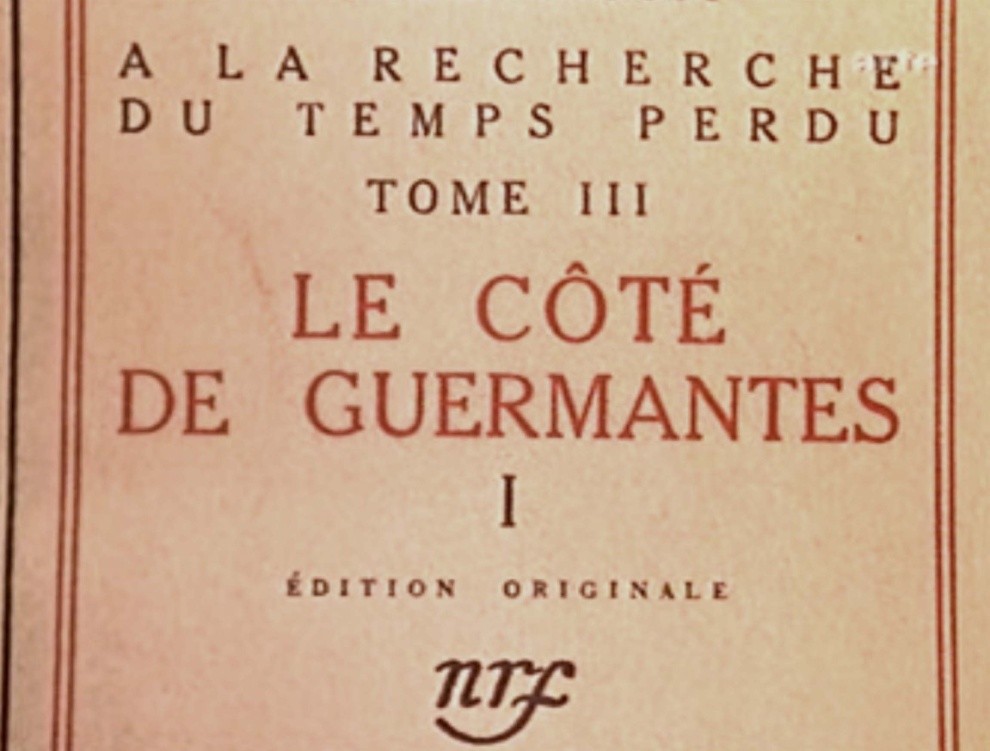 A LA RECHERCHE
DU TEMPS PERDU
TOME III
LE CÔTÉ
DE GUERMANTES
I
ÉDITION ORIGINALE
nrf